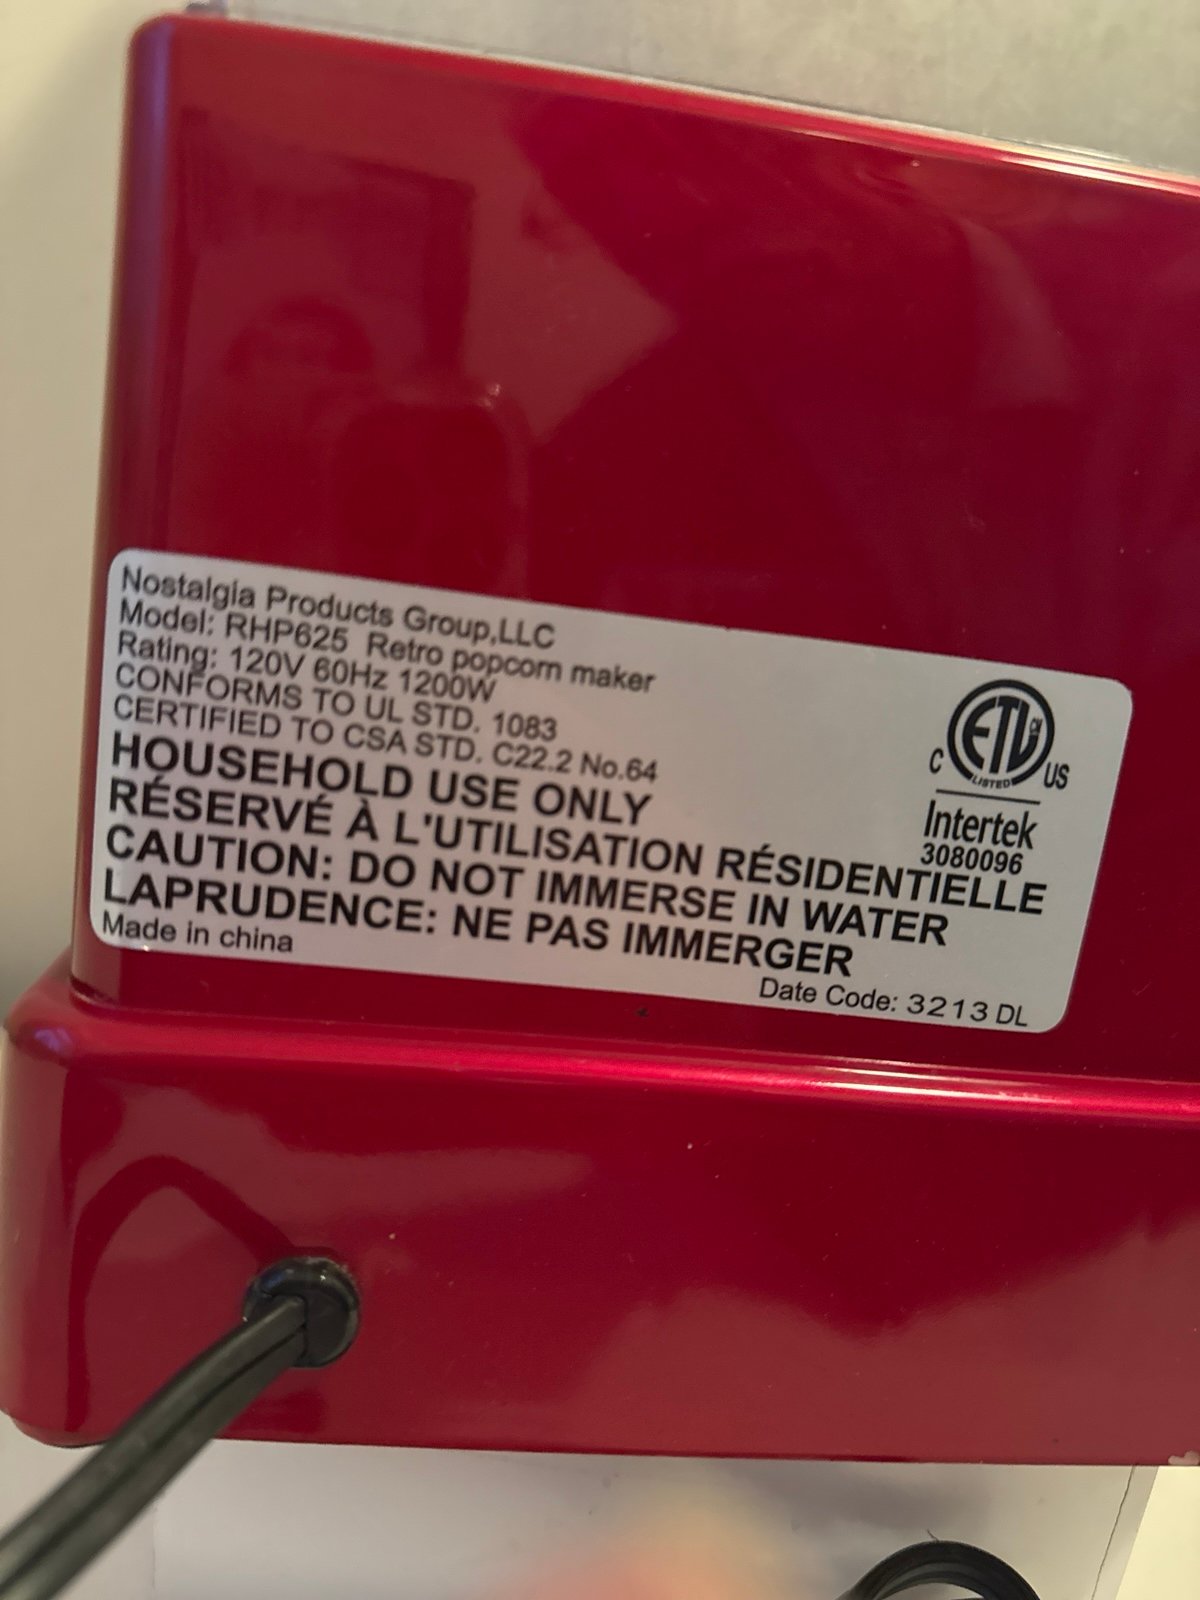 Nostalgia Products Group,LLC
Model: RHP625 Retro popcorn maker
Rating: 120V 60Hz 1200W
CONFORMS TO UL STD. 1083
CERTIFIED TO CSA STD. C22.2 No.64
HOUSEHOLD USE ONLY
RÉSERVÉ À L'UTILISATION RÉSIDENTIELLE
CAUTION: DO NOT IMMERSE IN WATER
LAPRUDENCE: NE PAS IMMERGER
Made in china
Date Code: 3213 DL
ETL
LISTED
C US
Intertek
3080096